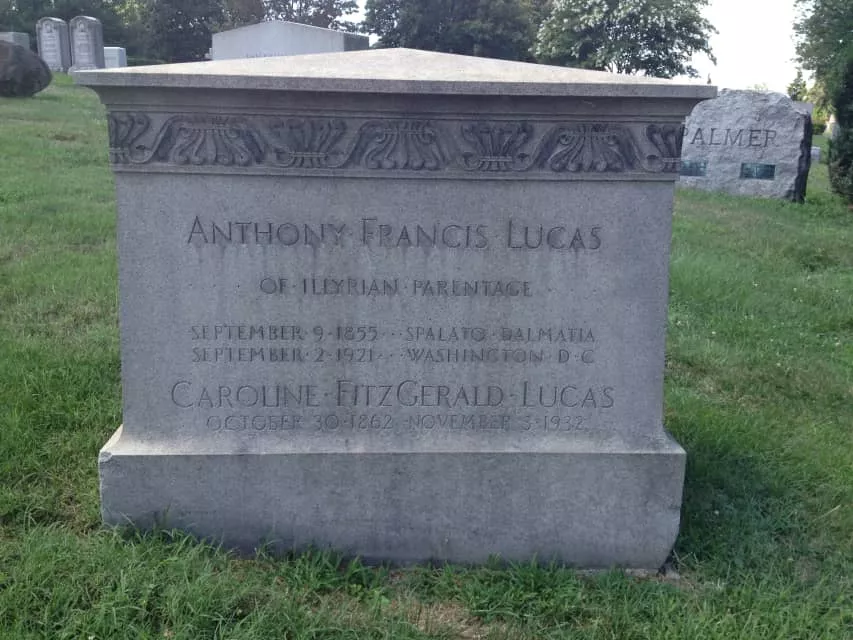 ANTHONY FRANCIS LUCAS
OF · ILLYRIAN · PARENTAGE
SEPTEMBER · 9 · 1855 · · · SPALATO · DALMATIA
SEPTEMBER · 2 · 1921 · · · WASHINGTON · D · C
CAROLINE · FITZGERALD · LUCAS
OCTOBER · 30 · 1862 · NOVEMBER · 3 · 1932
PALMER